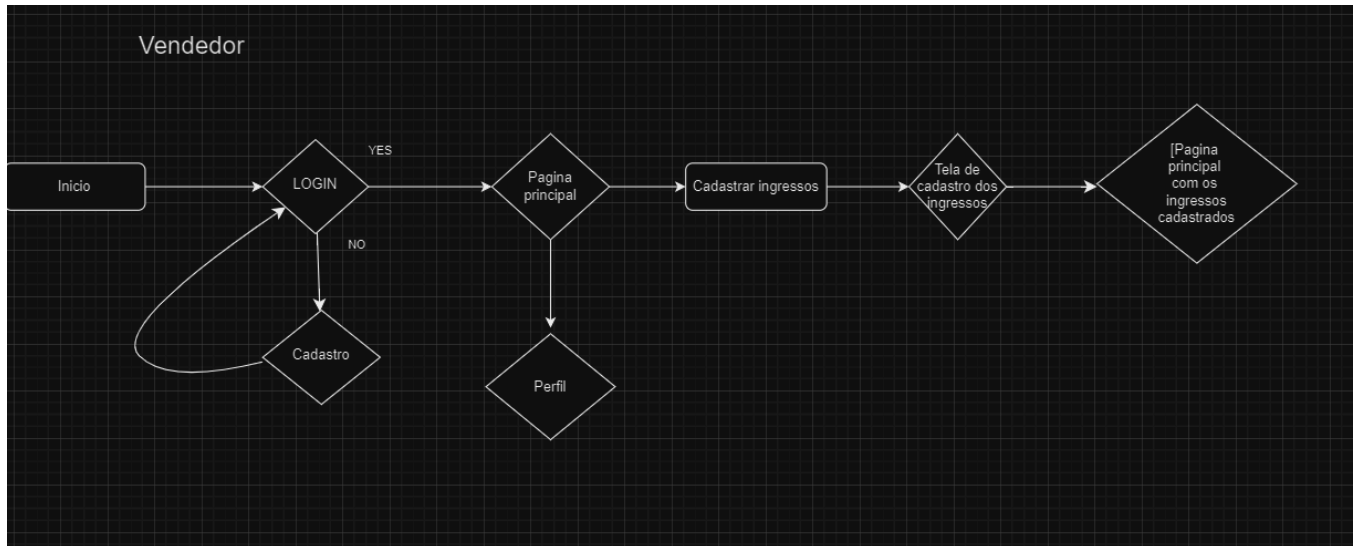 Vendedor
Inicio
LOGIN
YES
NO
Cadastro
Pagina
principal
Perfil
Cadastrar ingressos
Tela de
cadastro dos
ingressos
[Pagina
principal
com os
ingressos
cadastrados